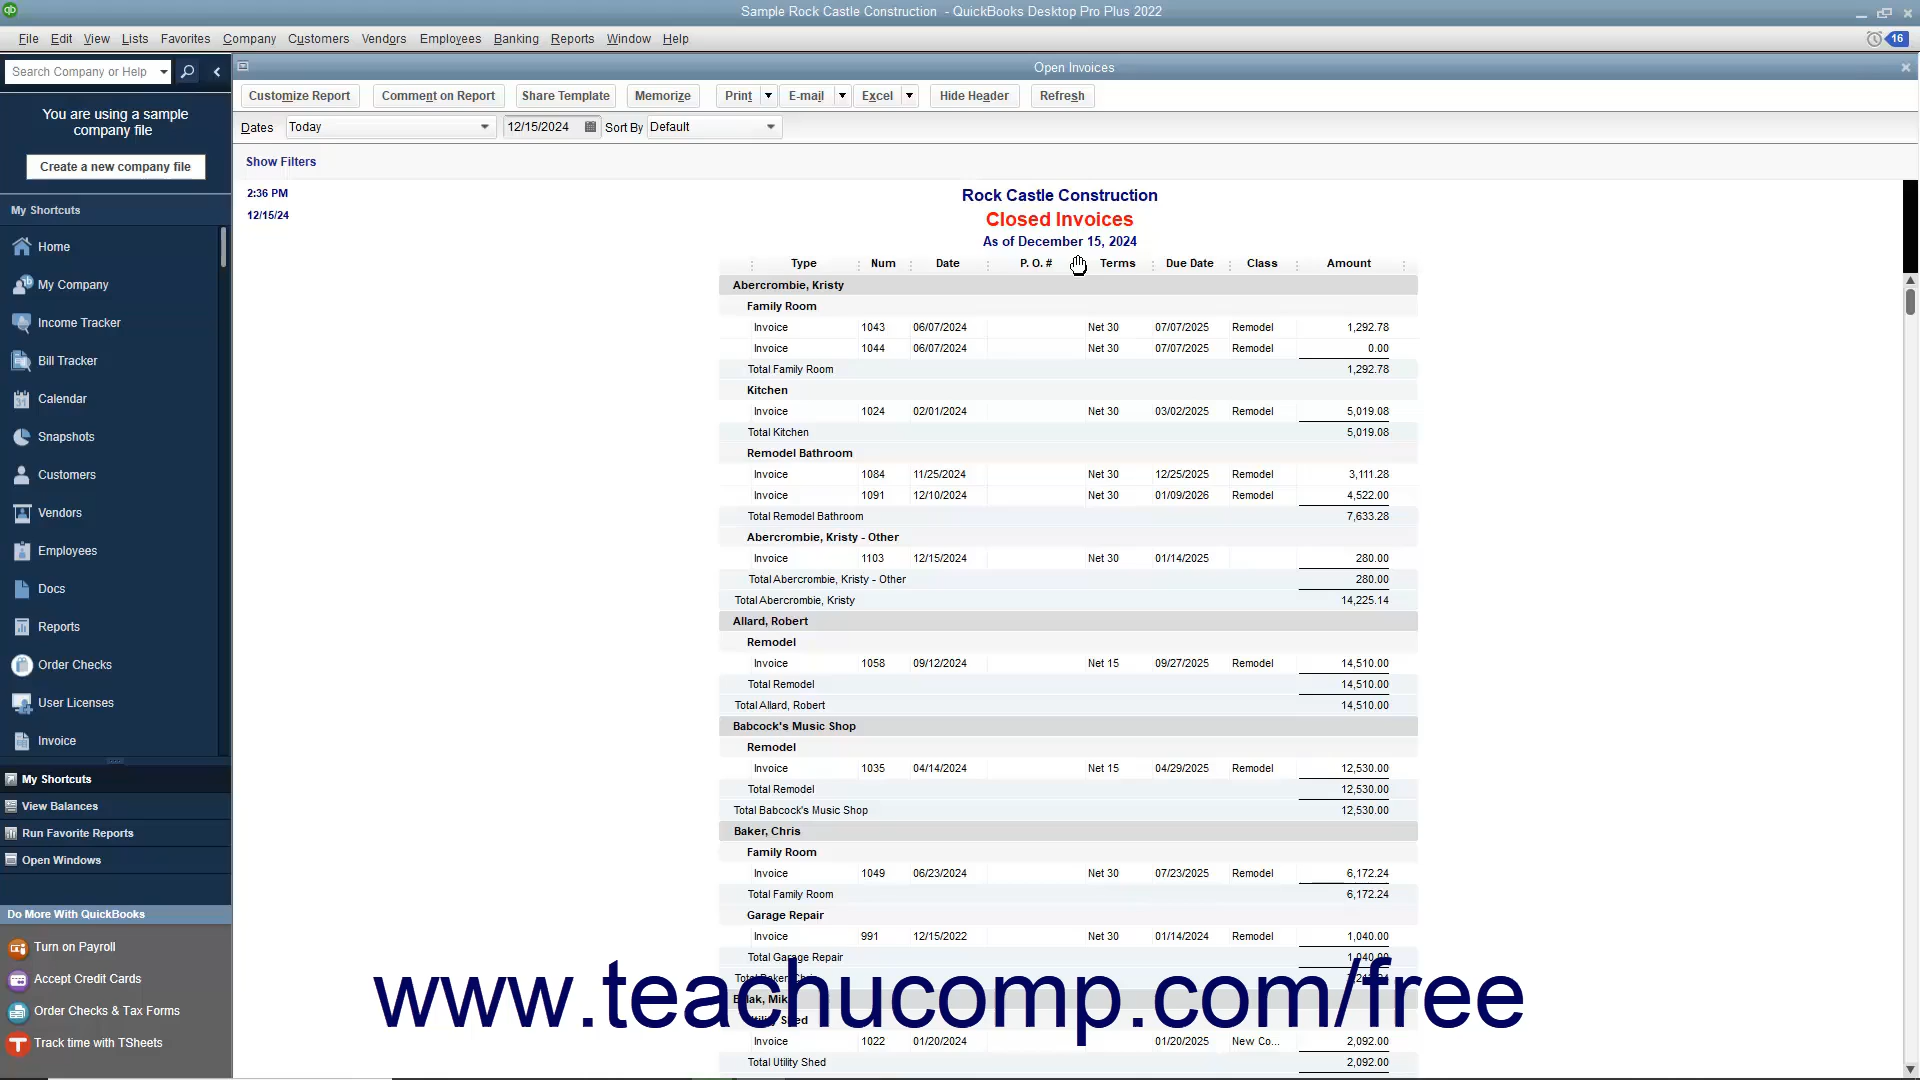 Sample Rock Castle Construction - QuickBooks Desktop Pro Plus 2022
File Edit View Lists Favorites Company Customers Vendors Employees Banking Reports Window Help
16
Search Company or Help
Open Invoices
You are using a sample
company file
Create a new company file
My Shortcuts
Home
My Company
Income Tracker
Bill Tracker
Calendar
Snapshots
Customers
Vendors
Employees
Docs
Reports
Order Checks
User Licenses
Invoice
My Shortcuts
View Balances
Run Favorite Reports
Open Windows
Do More With QuickBooks
Turn on Payroll
Accept Credit Cards
Order Checks & Tax Forms
Track time with TSheets
Customize Report Comment on Report Share Template Memorize Print E-mail Excel Hide Header Refresh
Dates Today 12/15/2024 Sort By Default
Show Filters
2:36 PM
12/15/24
Rock Castle Construction
Closed Invoices
As of December 15, 2024
Type Num Date P. O. # Terms Due Date Class Amount
Abercrombie, Kristy
Family Room
Invoice 1043 06/07/2024 Net 30 07/07/2025 Remodel 1,292.78
Invoice 1044 06/07/2024 Net 30 07/07/2025 Remodel 0.00
Total Family Room 1,292.78
Kitchen
Invoice 1024 02/01/2024 Net 30 03/02/2025 Remodel 5,019.08
Total Kitchen 5,019.08
Remodel Bathroom
Invoice 1084 11/25/2024 Net 30 12/25/2025 Remodel 3,111.28
Invoice 1091 12/10/2024 Net 30 01/09/2026 Remodel 4,522.00
Total Remodel Bathroom 7,633.28
Abercrombie, Kristy - Other
Invoice 1103 12/15/2024 Net 30 01/14/2025 280.00
Total Abercrombie, Kristy - Other 280.00
Total Abercrombie, Kristy 14,225.14
Allard, Robert
Remodel
Invoice 1058 09/12/2024 Net 15 09/27/2025 Remodel 14,510.00
Total Remodel 14,510.00
Total Allard, Robert 14,510.00
Babcock's Music Shop
Remodel
Invoice 1035 04/14/2024 Net 15 04/29/2025 Remodel 12,530.00
Total Remodel 12,530.00
Total Babcock's Music Shop 12,530.00
Baker, Chris
Family Room
Invoice 1049 06/23/2024 Net 30 07/23/2025 Remodel 6,172.24
Total Family Room 6,172.24
Garage Repair
Invoice 991 12/15/2022 Net 30 01/14/2024 Remodel 1,040.00
Total Garage Repair 1,040.00
Total Baker, Chris
www.teachucomp.com/free
Invoice 1022 01/20/2024 01/20/2025 New Co... 2,092.00
Total Utility Shed 2,092.00